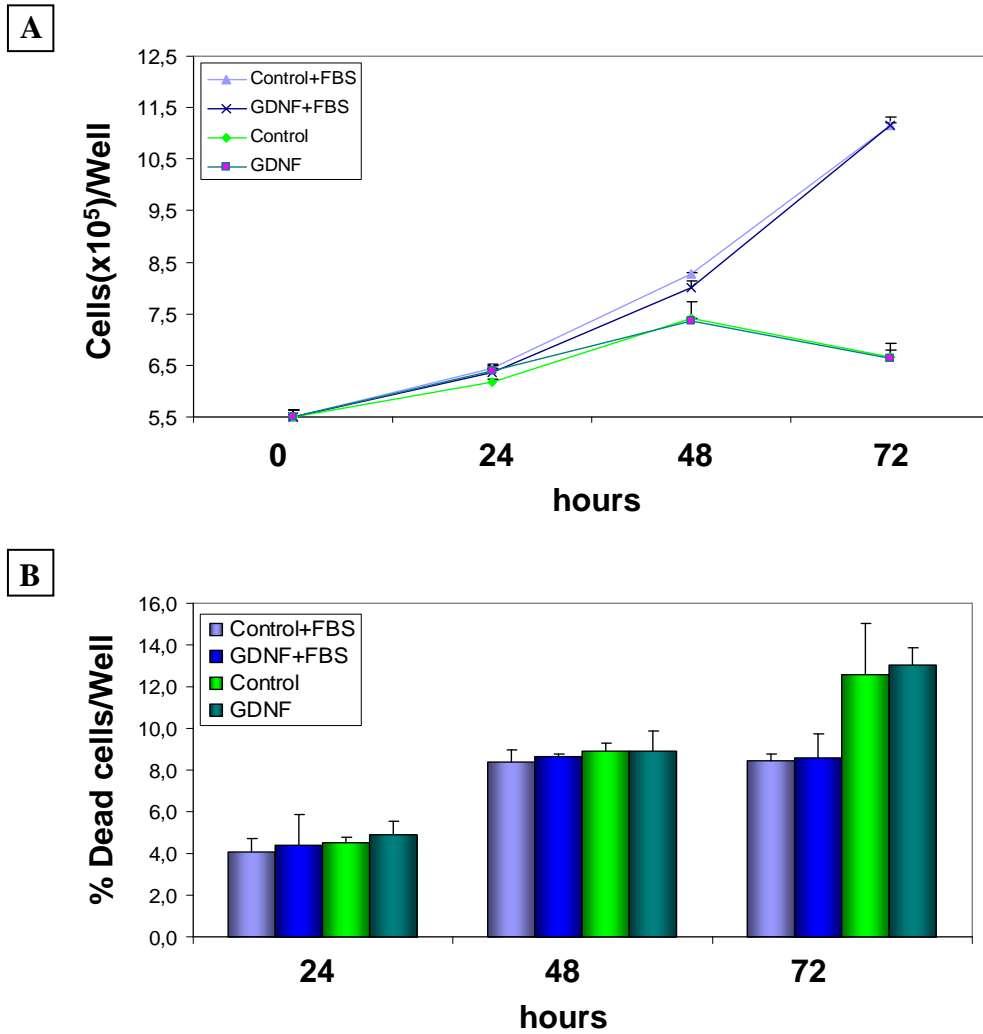 A
Cells(x10⁵)/Well
12,5
11,5
10,5
9,5
8,5
7,5
6,5
5,5
Control+FBS
GDNF+FBS
Control
GDNF
0 24 48 72
hours
B
% Dead cells/Well
16,0
14,0
12,0
10,0
8,0
6,0
4,0
2,0
0,0
Control+FBS
GDNF+FBS
Control
GDNF
24 48 72
hours